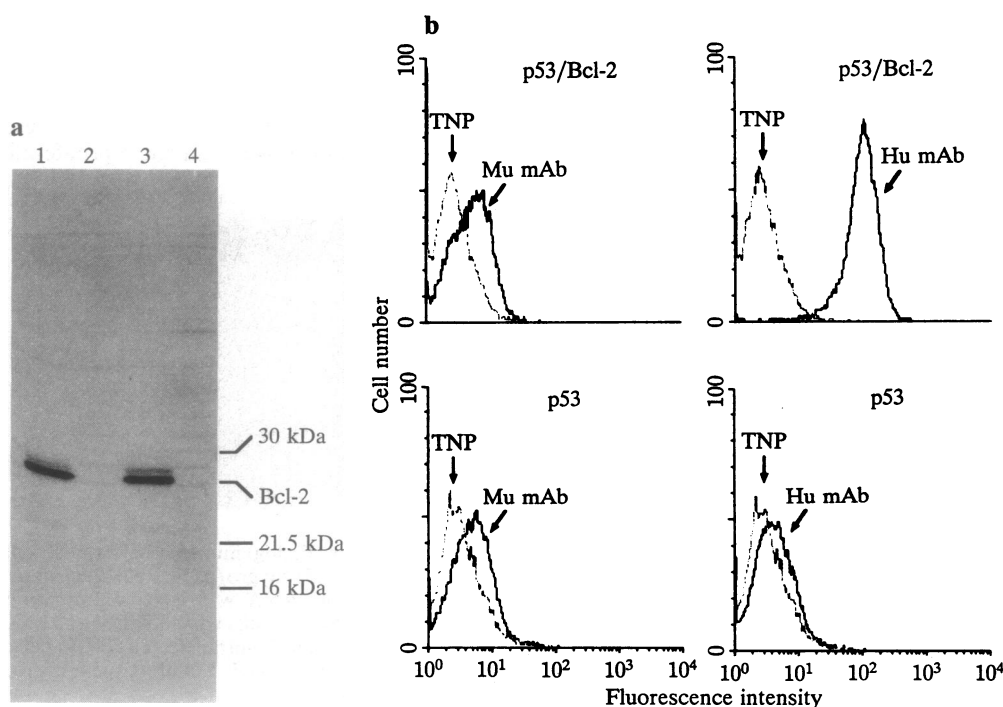 a
1 2 3 4
30 kDa
Bcl-2
21.5 kDa
16 kDa
b
Cell number
100
p53/Bcl-2
TNP
Mu mAb
0
100
p53/Bcl-2
TNP
Hu mAb
0
100
p53
TNP
Mu mAb
0
10⁰ 10¹ 10² 10³ 10⁴
100
p53
TNP
Hu mAb
0
10⁰ 10¹ 10² 10³ 10⁴
Fluorescence intensity